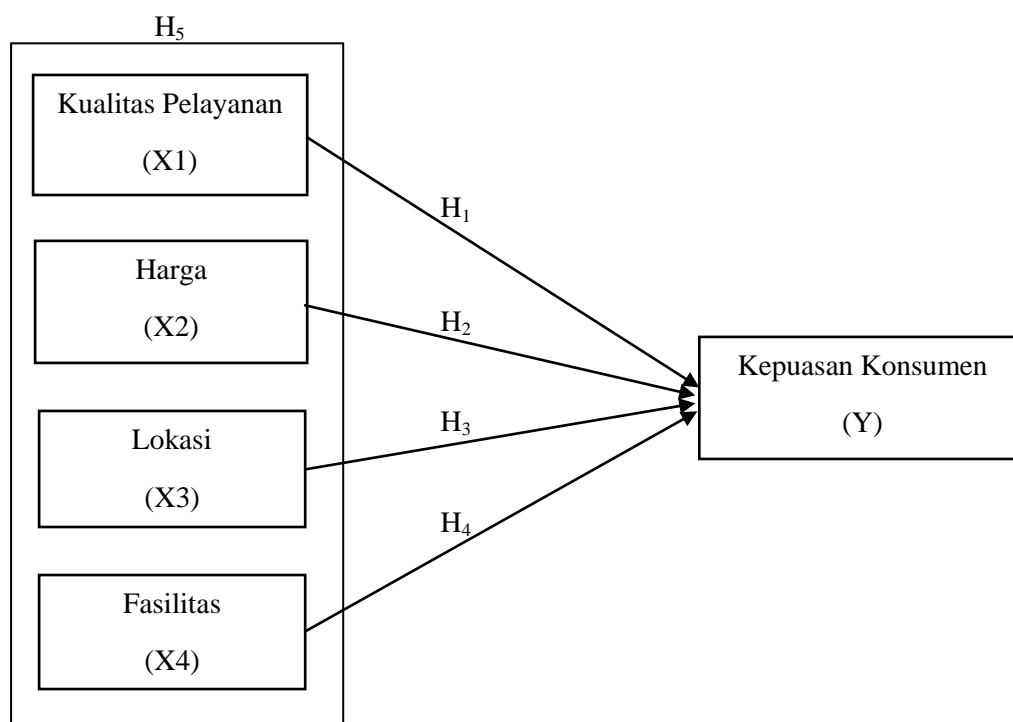 H₅
Kualitas Pelayanan
(X1)
H₁
Harga
(X2)
H₂
Kepuasan Konsumen
(Y)
Lokasi
(X3)
H₃
Fasilitas
(X4)
H₄